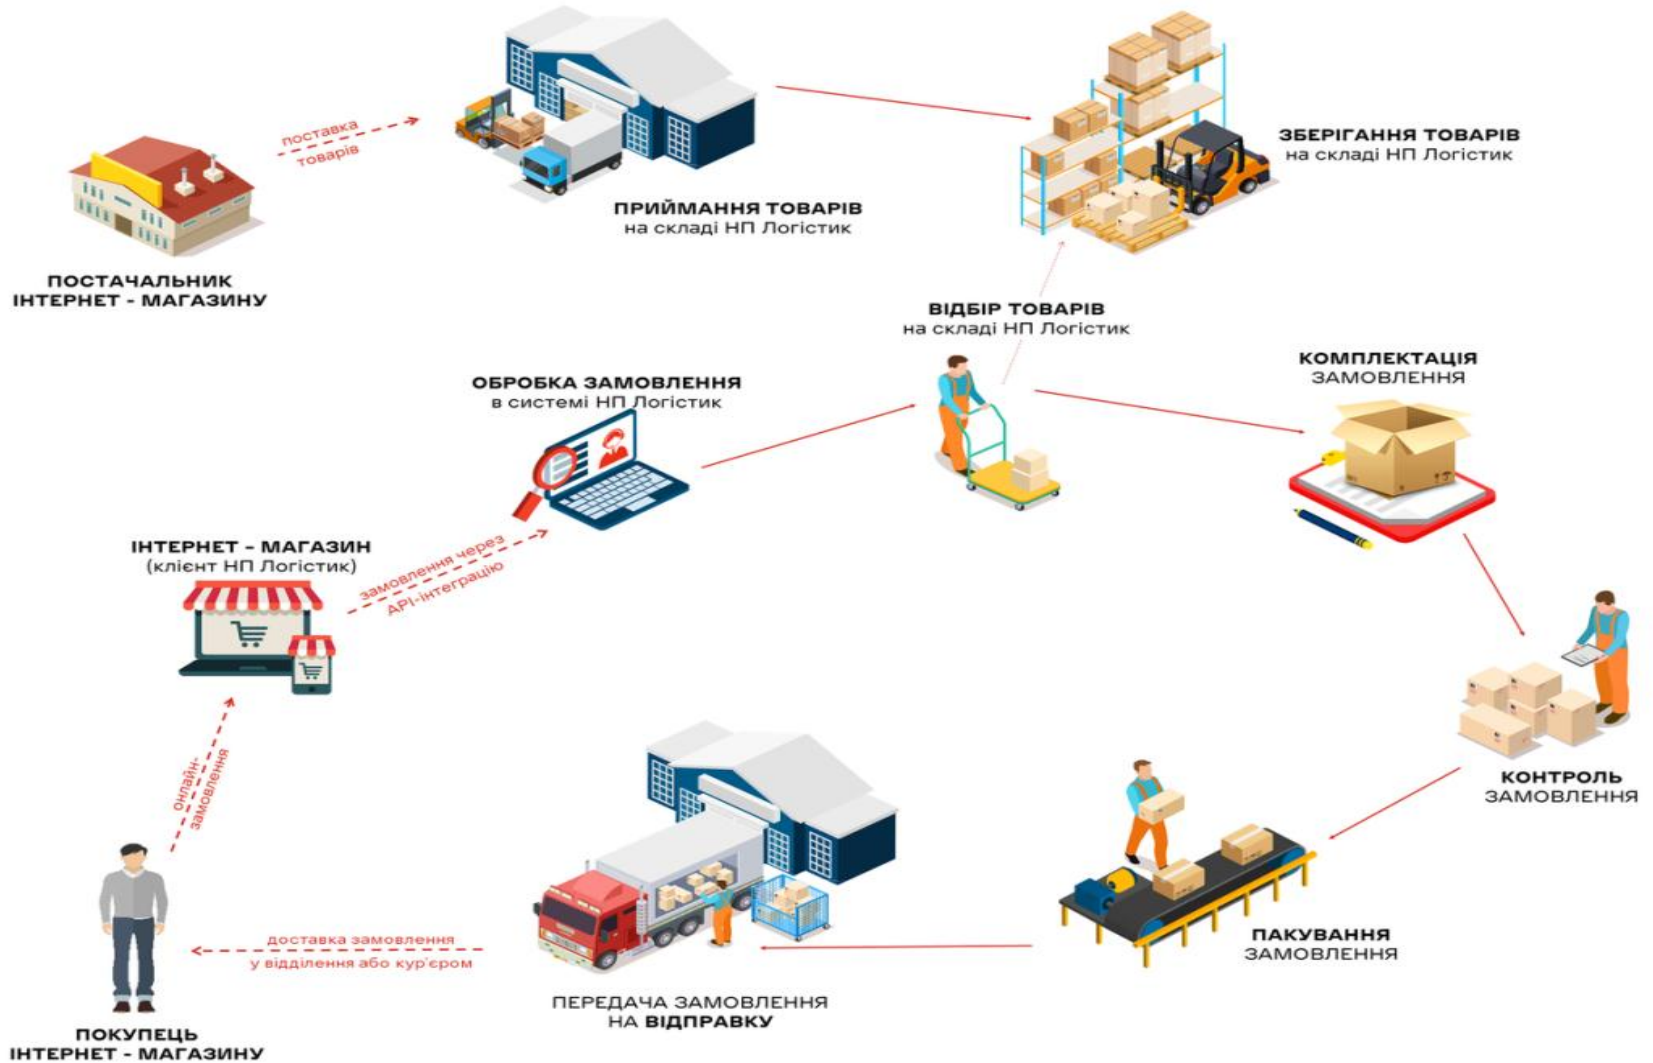 поставка
товарів
ЗБЕРІГАННЯ ТОВАРІВ
на складі НП Логістик
ПРИЙМАННЯ ТОВАРІВ
на складі НП Логістик
ПОСТАЧАЛЬНИК
ІНТЕРНЕТ - МАГАЗИНУ
ВІДБІР ТОВАРІВ
на складі НП Логістик
КОМПЛЕКТАЦІЯ
ЗАМОВЛЕННЯ
ОБРОБКА ЗАМОВЛЕННЯ
в системі НП Логістик
ІНТЕРНЕТ - МАГАЗИН
(клієнт НП Логістик)
замовлення через
API-інтеграцію
онлайн-
замовлення
КОНТРОЛЬ
ЗАМОВЛЕННЯ
ПАКУВАННЯ
ЗАМОВЛЕННЯ
доставка замовлення
у відділення або кур'єром
ПЕРЕДАЧА ЗАМОВЛЕННЯ
НА ВІДПРАВКУ
ПОКУПЕЦЬ
ІНТЕРНЕТ - МАГАЗИНУ